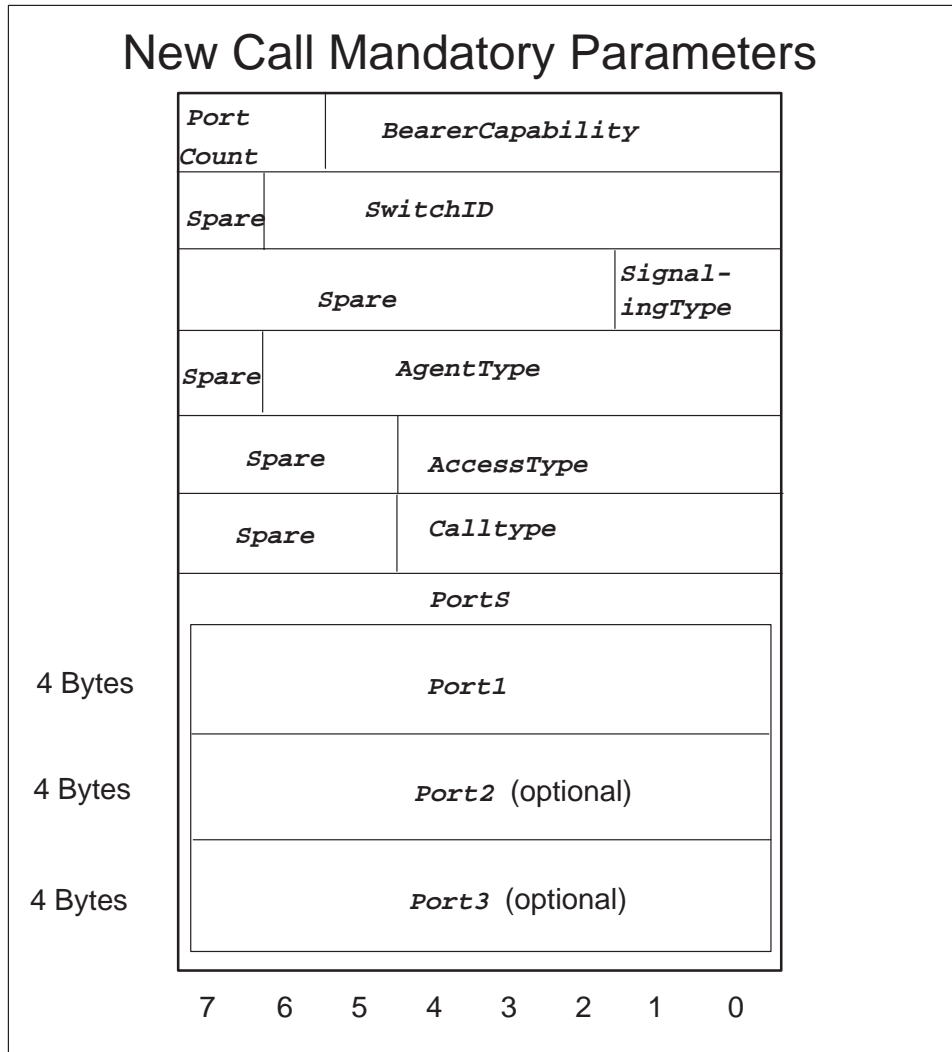 New Call Mandatory Parameters
Port
Count
BearerCapability
Spare
SwitchID
Spare
Signal-
ingType
Spare
AgentType
Spare
AccessType
Spare
Calltype
PortS
4 Bytes
Port1
4 Bytes
Port2 (optional)
4 Bytes
Port3 (optional)
7 6 5 4 3 2 1 0